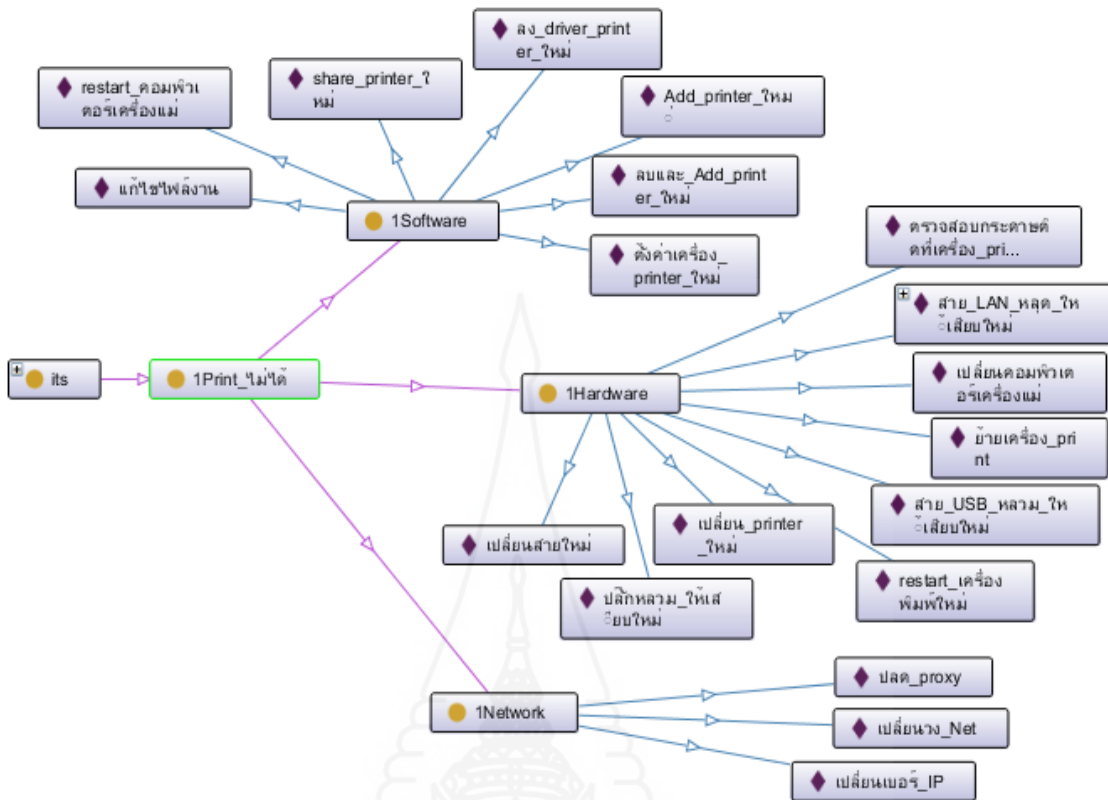 ลง_driver_print
er_ใหม่
restart_คอมพิวเ
ตอร์เครื่องแม่
share_printer_ใ
หม่
Add_printer_ใหม
่
แก้ไขไฟล์งาน
ลบและ_Add_print
er_ใหม่
1Software
ตั้งค่าเครื่อง_
printer_ใหม่
ตรวจสอบกระดาษติ
ดที่เครื่อง_pri...
สาย_LAN_หลุด_ให
้เสียบใหม่
its
1Print_ไม่ได้
1Hardware
เปลี่ยนคอมพิวเต
อร์เครื่องแม่
ย้ายเครื่อง_pri
nt
สาย_USB_หลวม_ให
้เสียบใหม่
เปลี่ยนสายใหม่
เปลี่ยน_printer
_ใหม่
restart_เครื่อง
พิมพ์ใหม่
ปลั๊กหลวม_ให้เส
ียบใหม่
1Network
ปลด_proxy
เปลี่ยนวง_Net
เปลี่ยนเบอร์_IP